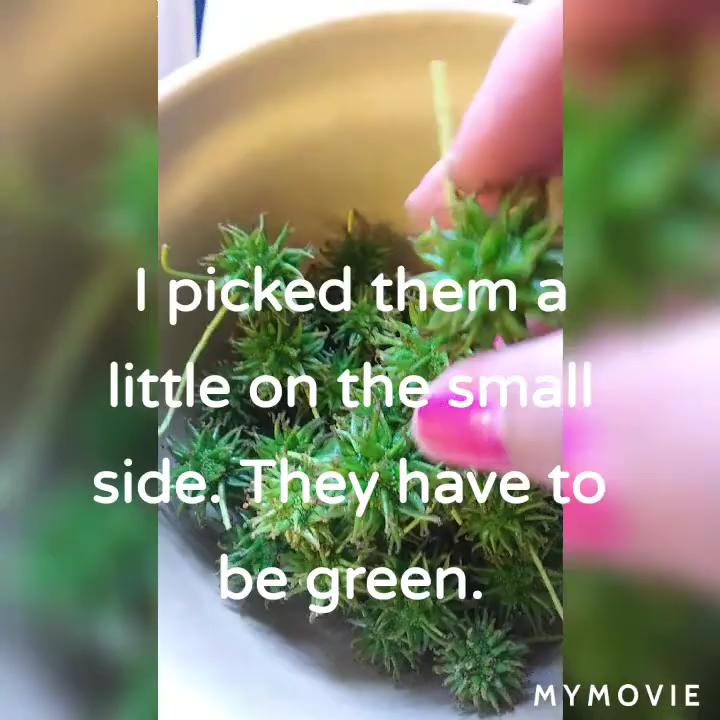 I picked them a
little on the small
side. They have to
be green.
MYMOVIE